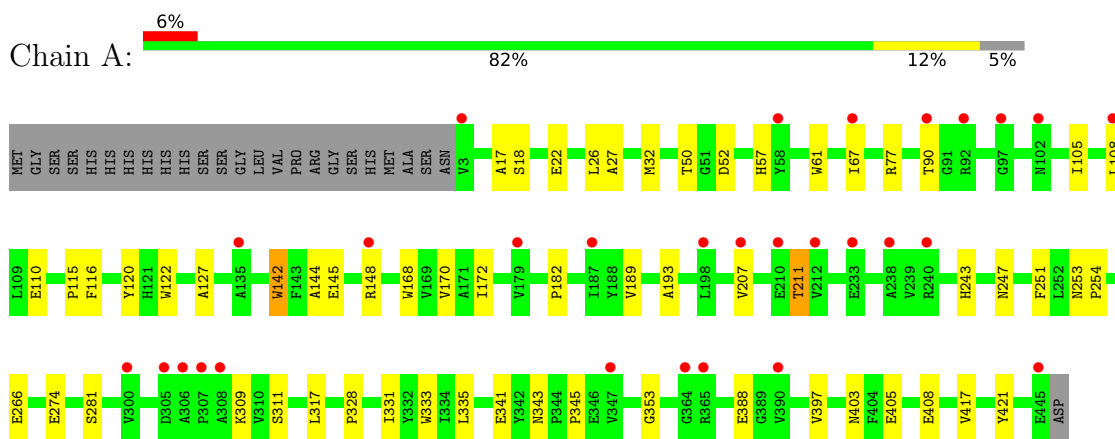 6%
Chain A:
82% 12% 5%
MET GLY SER SER HIS HIS HIS HIS HIS HIS SER SER GLY LEU VAL PRO ARG GLY SER HIS MET ALA SER ASN V3 A17 S18 E22 L26 A27 M32 T50 G51 D52 H57 Y58 W61 I67 R77 T90 G91 R92 G97 N102 I105 L108
L109 E110 P115 F116 Y120 H121 W122 A127 A135 W142 F143 A144 E145 R148 W168 V169 V170 A171 I172 V179 P182 I187 Y188 V189 A193 L198 V207 E210 T211 V212 E233 A238 V239 R240 H243 N247 F251 L252 N253 P254
E266 E274 S281 V300 D305 A306 P307 A308 K309 V310 S311 L317 P328 I331 Y332 W333 I334 L335 E341 Y342 N343 P344 P345 E346 V347 G353 G364 R365 E388 G389 V390 V397 N403 F404 E405 E408 V417 Y421 E445 ASP